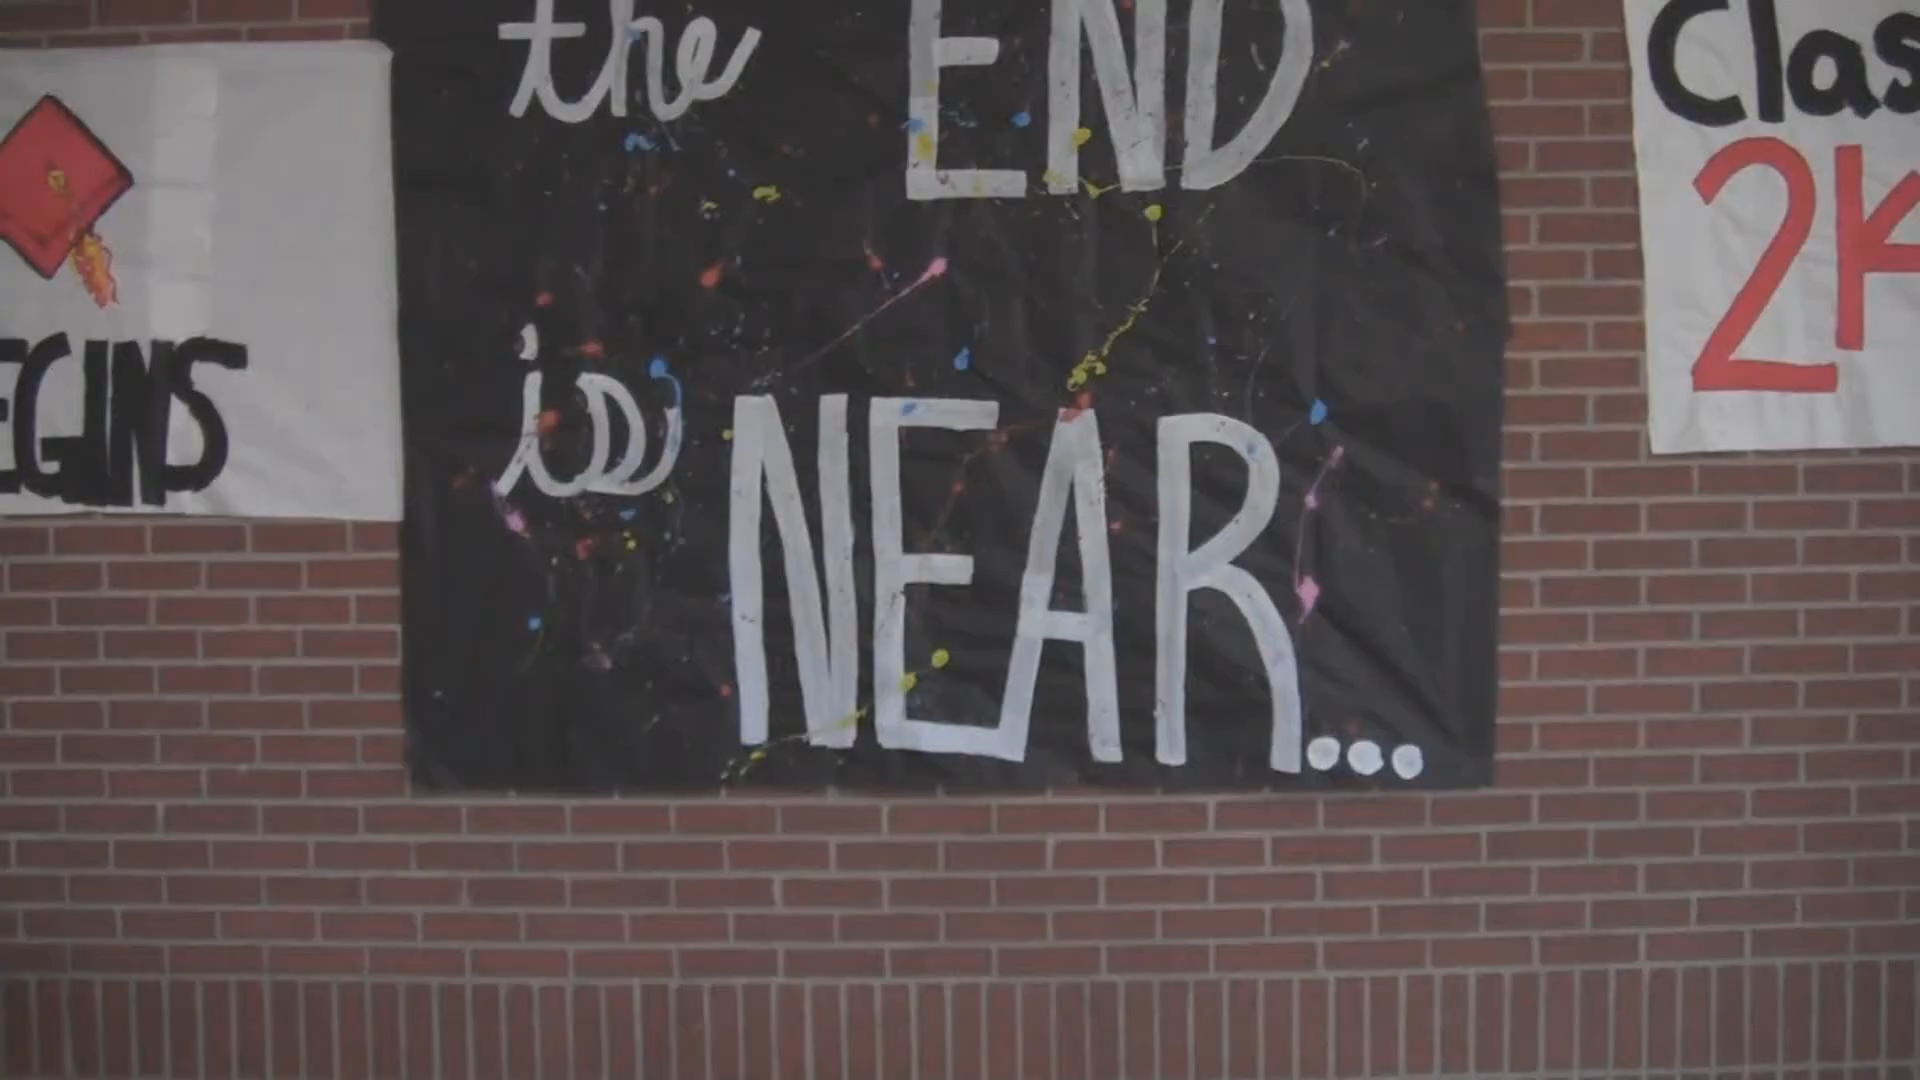 the END
is NEAR...
Clas
2K
EGINS